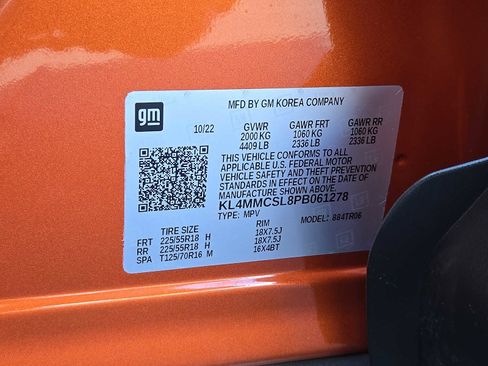 gm
MFD BY GM KOREA COMPANY
10/22 GVWR GAWR FRT GAWR RR
2000 KG 1060 KG 1060 KG
4409 LB 2336 LB 2336 LB
THIS VEHICLE CONFORMS TO ALL
APPLICABLE U.S. FEDERAL MOTOR
VEHICLE SAFETY AND THEFT
PREVENTION STANDARDS IN
EFFECT ON THE DATE OF
MANUFACTURE SHOWN ABOVE.
KL4MMCSL8PB061278
TYPE: MPV MODEL: 884TR06
TIRE SIZE RIM
FRT 225/55R18 H 18X7.5J
RR 225/55R18 H 18X7.5J
SPA T125/70R16 M 16X4BT